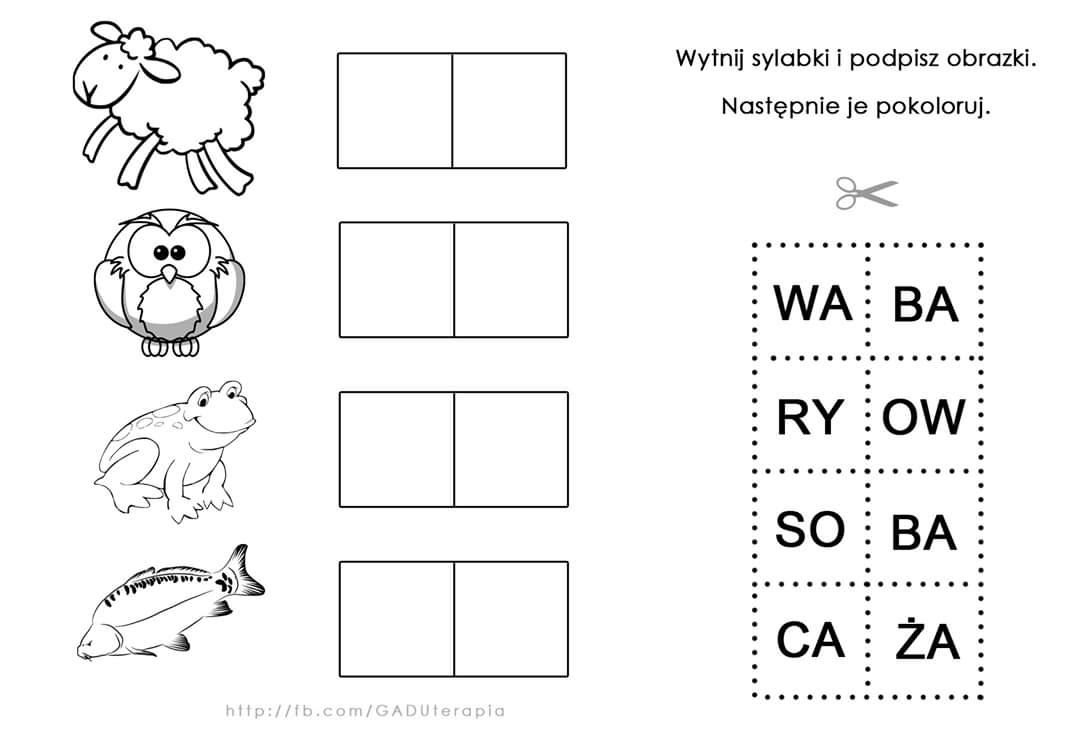 Wytnij sylabki i podpisz obrazki.
Następnie je pokoloruj.
WA BA
RY OW
SO BA
CA ŻA
http://fb.com/GADUterapia